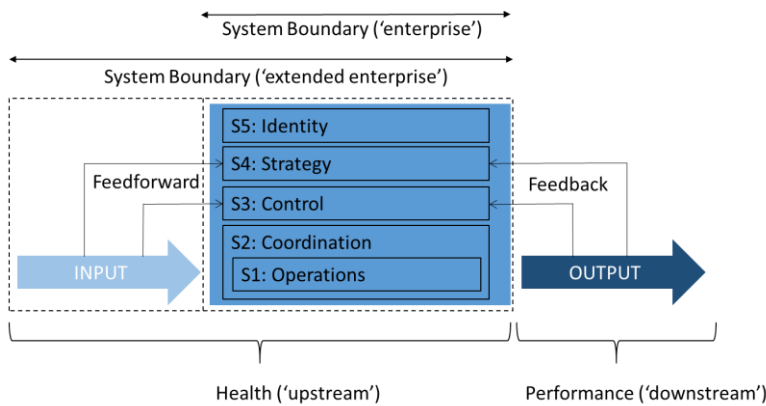 System Boundary (‘enterprise’)
System Boundary (‘extended enterprise’)
S5: Identity
S4: Strategy
Feedforward
Feedback
S3: Control
S2: Coordination
INPUT
S1: Operations
OUTPUT
Health (‘upstream’)
Performance (‘downstream’)